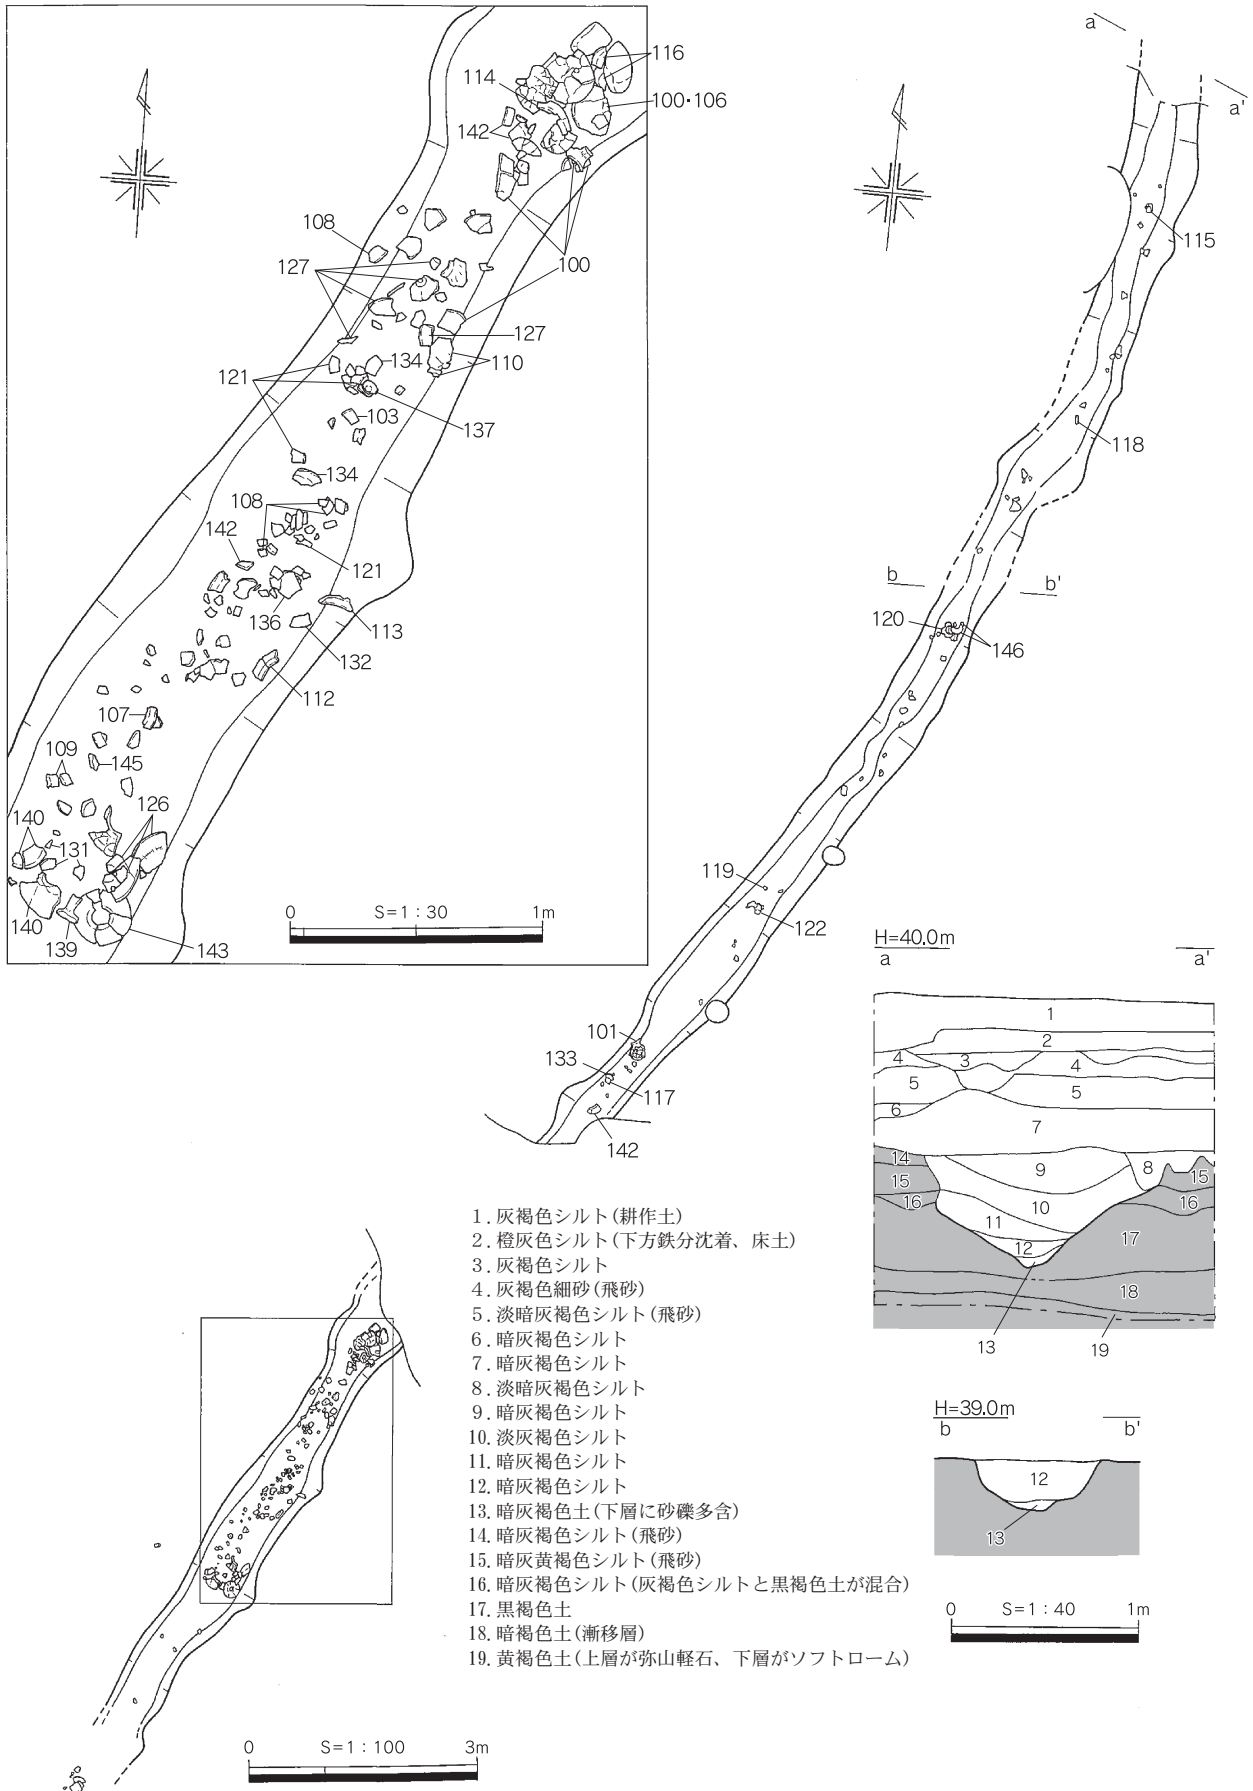 116
114
100・106
142
108
100
127
127
134
110
121
103
137
134
108
142
121
136
113
132
112
107
109
145
126
140
131
140
139
143
0 S=1：30 1m
a
a'
115
118
b
b'
120
146
119
122
101
133
117
142
H=40.0m
a a'
1
2
4 3 4
5 5
6
7
14 9 8 15
15 10 16
16 11 17
12
18
13 19
H=39.0m
b b'
12
13
0 S=1：40 1m
1. 灰褐色シルト(耕作土)
2. 橙灰色シルト(下方鉄分沈着、床土)
3. 灰褐色シルト
4. 灰褐色細砂(飛砂)
5. 淡暗灰褐色シルト(飛砂)
6. 暗灰褐色シルト
7. 暗灰褐色シルト
8. 淡暗灰褐色シルト
9. 暗灰褐色シルト
10. 淡灰褐色シルト
11. 暗灰褐色シルト
12. 暗灰褐色シルト
13. 暗灰褐色土(下層に砂礫多含)
14. 暗灰褐色シルト(飛砂)
15. 暗灰黄褐色シルト(飛砂)
16. 暗灰褐色シルト(灰褐色シルトと黒褐色土が混合)
17. 黒褐色土
18. 暗褐色土(漸移層)
19. 黄褐色土(上層が弥山軽石、下層がソフトローム)
0 S=1：100 3m